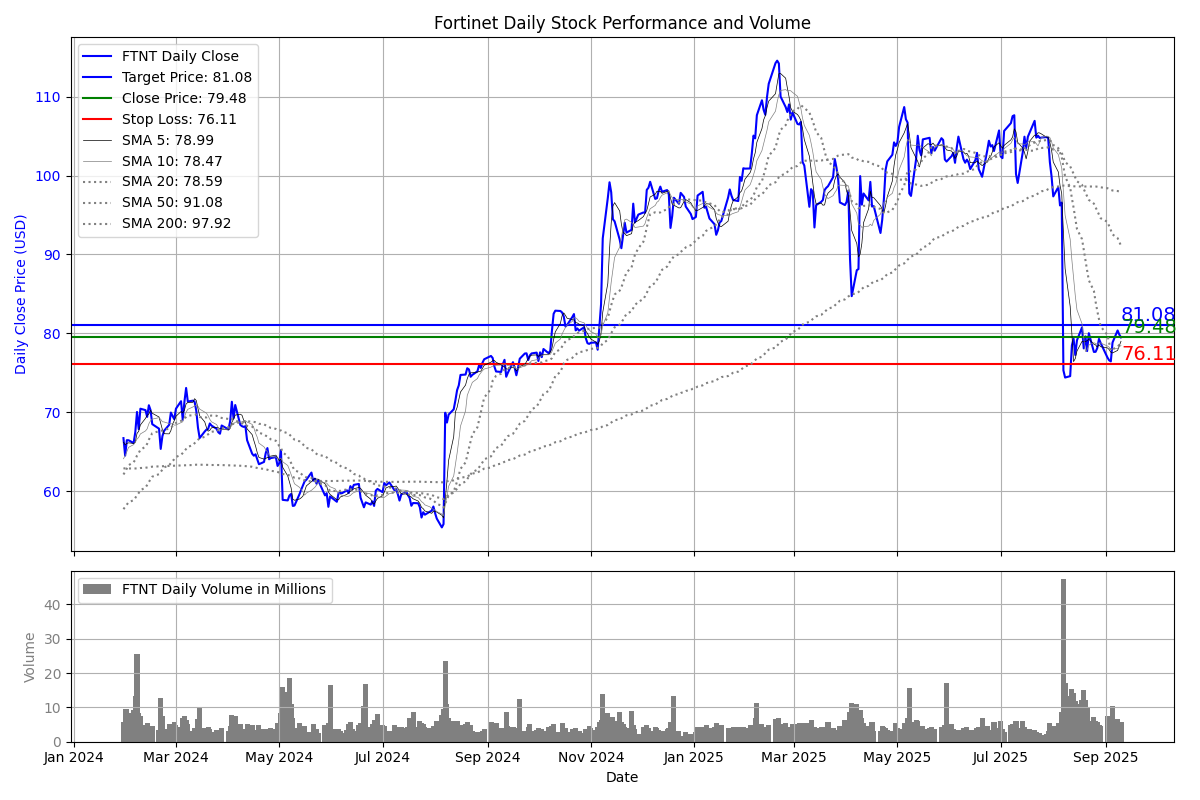 Fortinet Daily Stock Performance and Volume
FTNT Daily Close
Target Price: 81.08
Close Price: 79.48
Stop Loss: 76.11
SMA 5: 78.99
SMA 10: 78.47
SMA 20: 78.59
SMA 50: 91.08
SMA 200: 97.92
Daily Close Price (USD)
110
100
90
80
70
60
81.08
79.48
76.11
FTNT Daily Volume in Millions
Volume
40
30
20
10
0
Jan 2024 Mar 2024 May 2024 Jul 2024 Sep 2024 Nov 2024 Jan 2025 Mar 2025 May 2025 Jul 2025 Sep 2025
Date